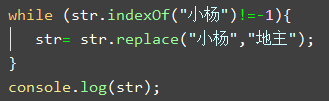 while (str.indexOf("小杨")!=-1){
str= str.replace("小杨","地主");
}
console.log(str);